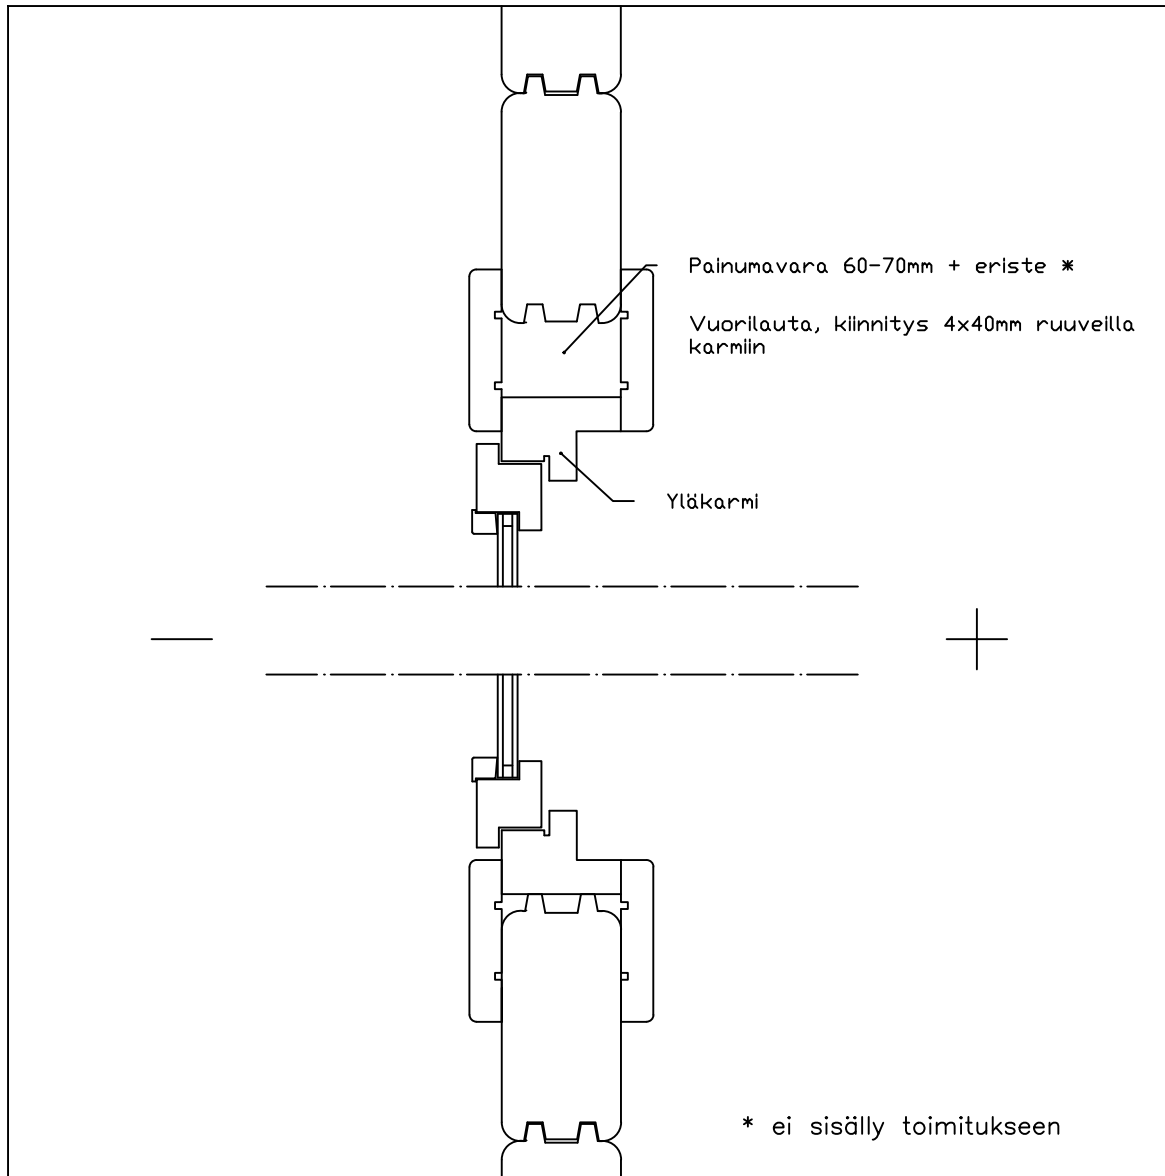 Painumavara 60-70mm + eriste *
Vuorilauta, kiinnitys 4x40mm ruuveilla
karmiin
Yläkarmi
* ei sisälly toimitukseen